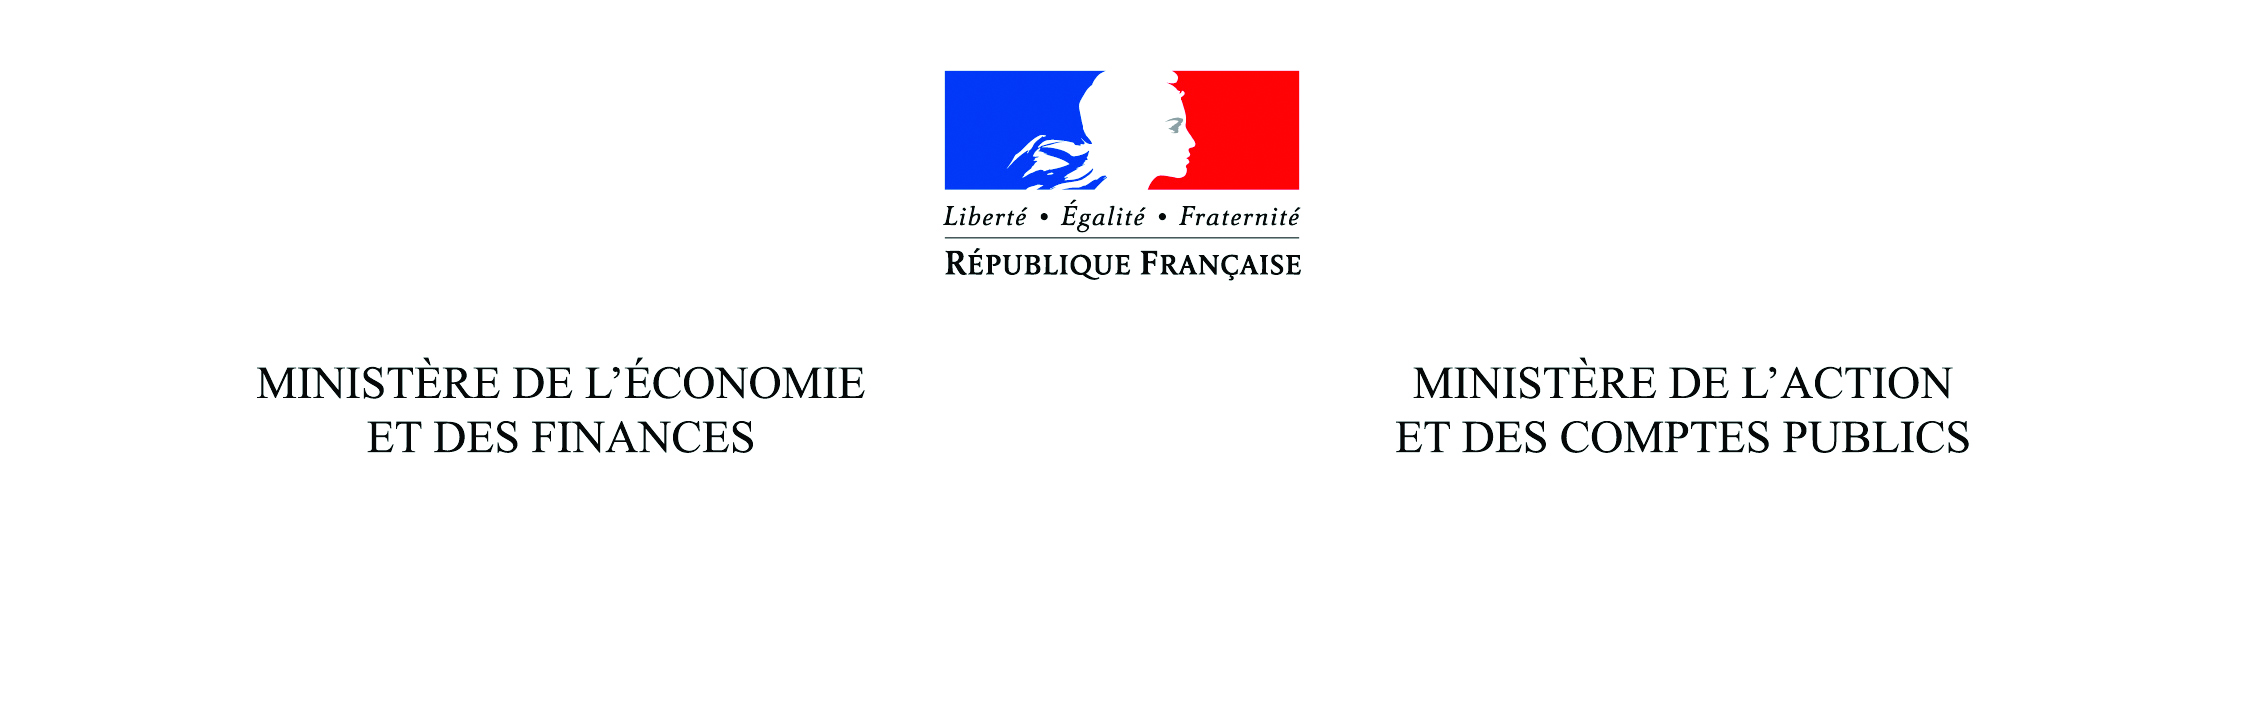 Liberté • Égalité • Fraternité
RÉPUBLIQUE FRANÇAISE
MINISTÈRE DE L’ÉCONOMIE
ET DES FINANCES
MINISTÈRE DE L’ACTION
ET DES COMPTES PUBLICS